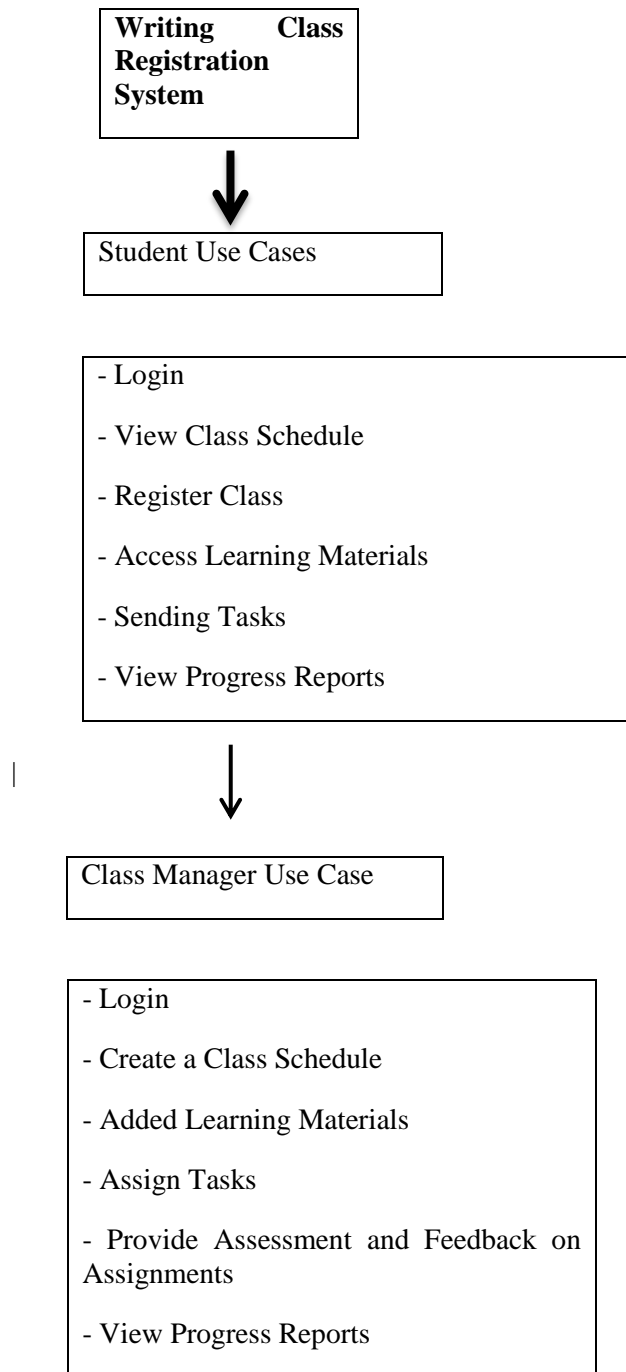 Writing Class
Registration
System
Student Use Cases
- Login
- View Class Schedule
- Register Class
- Access Learning Materials
- Sending Tasks
- View Progress Reports
|
Class Manager Use Case
- Login
- Create a Class Schedule
- Added Learning Materials
- Assign Tasks
- Provide Assessment and Feedback on
Assignments
- View Progress Reports